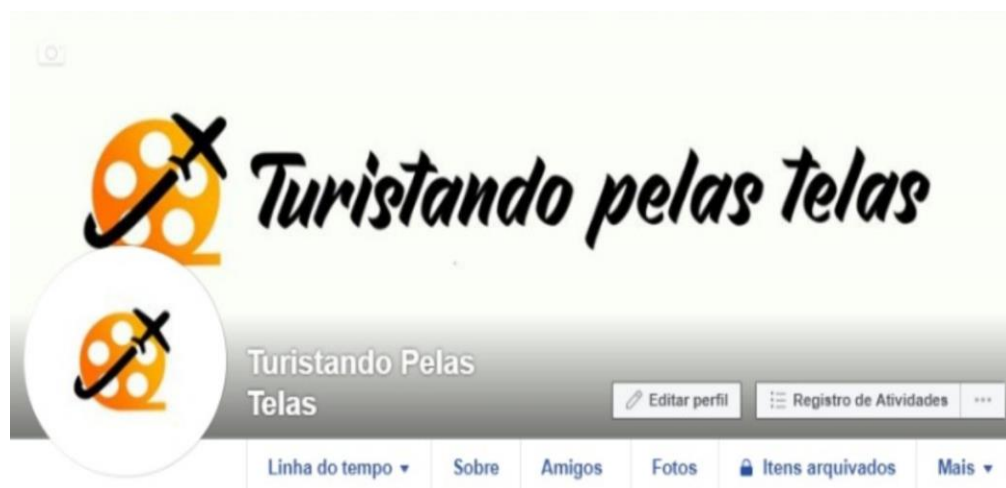 Turistando pelas telas
Turistando Pelas
Telas
Editar perfil
Registro de Atividades
Linha do tempo
Sobre
Amigos
Fotos
Itens arquivados
Mais